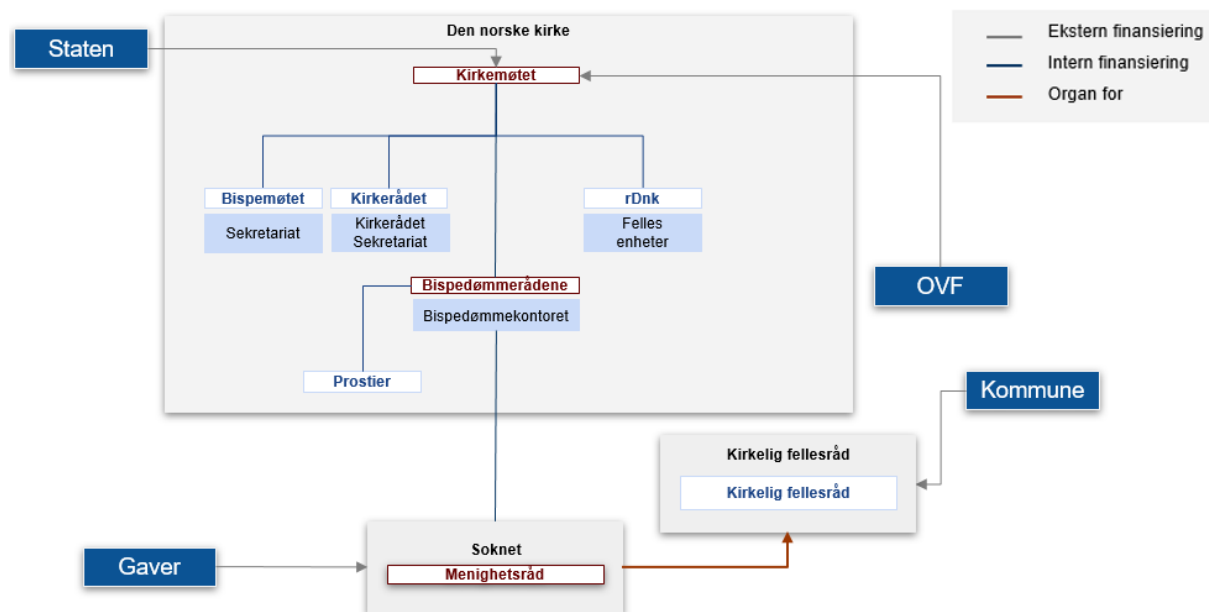 Staten
Den norske kirke
Kirkemøtet
Ekstern finansiering
Intern finansiering
Organ for
Bispemøtet
Sekretariat
Kirkerådet
Kirkerådet
Sekretariat
rDnk
Felles
enheter
Bispedømmerådene
Bispedømmekontoret
OVF
Prostier
Kommune
Kirkelig fellesråd
Kirkelig fellesråd
Gaver
Soknet
Menighetsråd